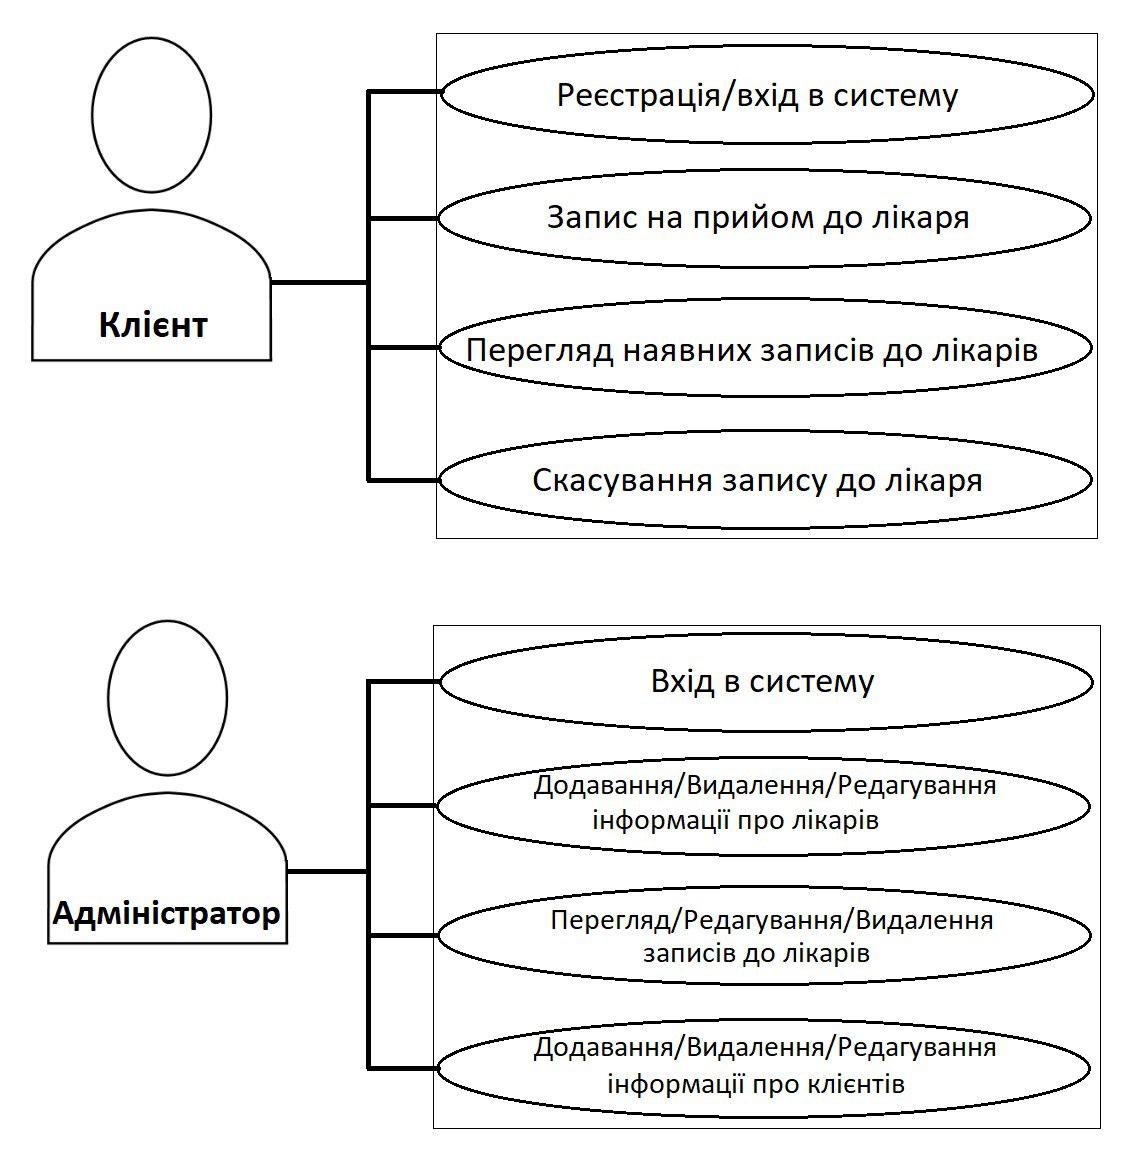 Реєстрація/вхід в систему
Запис на прийом до лікаря
Клієнт
Перегляд наявних записів до лікарів
Скасування запису до лікаря
Вхід в систему
Додавання/Видалення/Редагування
інформації про лікарів
Адміністратор
Перегляд/Редагування/Видалення
записів до лікарів
Додавання/Видалення/Редагування
інформації про клієнтів